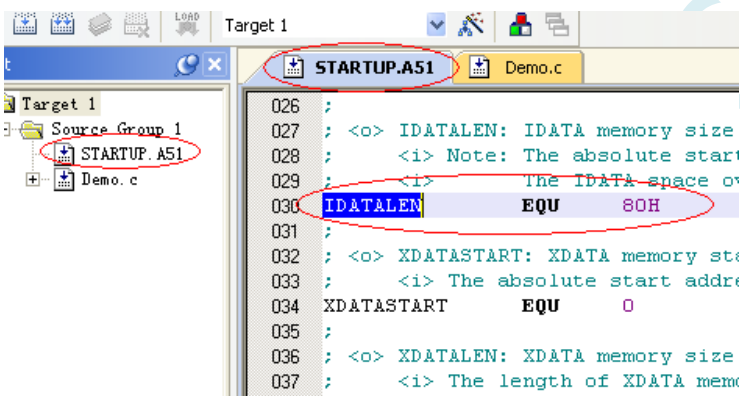 LOAD
Target 1
t
STARTUP.A51 Demo.c
Target 1
Source Group 1
STARTUP.A51
Demo.c
026 ;
027 ; <o> IDATALEN: IDATA memory size
028 ; <i> Note: The absolute start
029 ; <i> The IDATA space ov
030 IDATALEN EQU 80H
031 ;
032 ; <o> XDATASTART: XDATA memory sta
033 ; <i> The absolute start addre
034 XDATASTART EQU 0
035 ;
036 ; <o> XDATALEN: XDATA memory size
037 ; <i> The length of XDATA memo